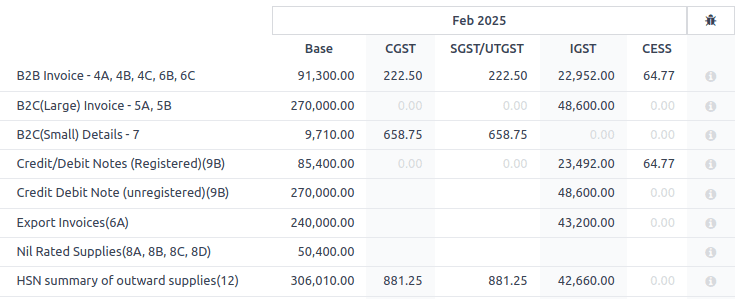 Feb 2025
Base CGST SGST/UTGST IGST CESS
B2B Invoice - 4A, 4B, 4C, 6B, 6C 91,300.00 222.50 222.50 22,952.00 64.77
B2C(Large) Invoice - 5A, 5B 270,000.00 0.00 0.00 48,600.00 0.00
B2C(Small) Details - 7 9,710.00 658.75 658.75 0.00 0.00
Credit/Debit Notes (Registered)(9B) 85,400.00 0.00 0.00 23,492.00 64.77
Credit Debit Note (unregistered)(9B) 270,000.00 48,600.00 0.00
Export Invoices(6A) 240,000.00 43,200.00 0.00
Nil Rated Supplies(8A, 8B, 8C, 8D) 50,400.00
HSN summary of outward supplies(12) 306,010.00 881.25 881.25 42,660.00 0.00